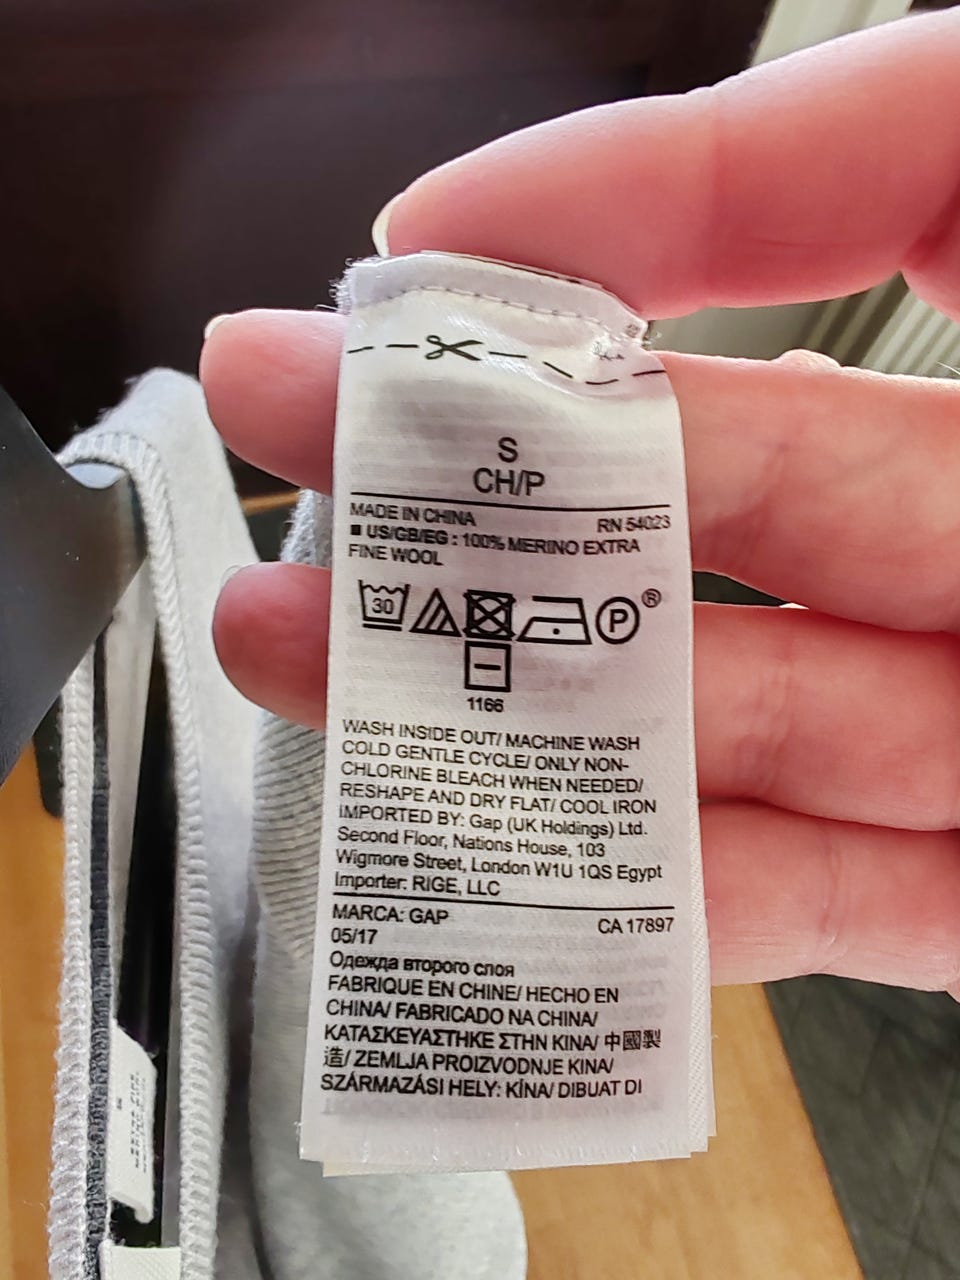 S
CH/P
MADE IN CHINA RN 54023
■ US/GB/EG : 100% MERINO EXTRA
FINE WOOL
30 P®
1166
WASH INSIDE OUT/ MACHINE WASH
COLD GENTLE CYCLE/ ONLY NON-
CHLORINE BLEACH WHEN NEEDED/
RESHAPE AND DRY FLAT/ COOL IRON
IMPORTED BY: Gap (UK Holdings) Ltd.
Second Floor, Nations House, 103
Wigmore Street, London W1U 1QS Egypt
Importer: RIGE, LLC
MARCA: GAP CA 17897
05/17
Одежда второго слоя
FABRIQUE EN CHINE/ HECHO EN
CHINA/ FABRICADO NA CHINA/
ΚΑΤΑΣΚΕΥΑΣΤΗΚΕ ΣΤΗΝ ΚΙΝΑ/ 中國製
造/ ZEMLJA PROIZVODNJE KINA/
SZÁRMAZÁSI HELY: KÍNA/ DIBUAT DI